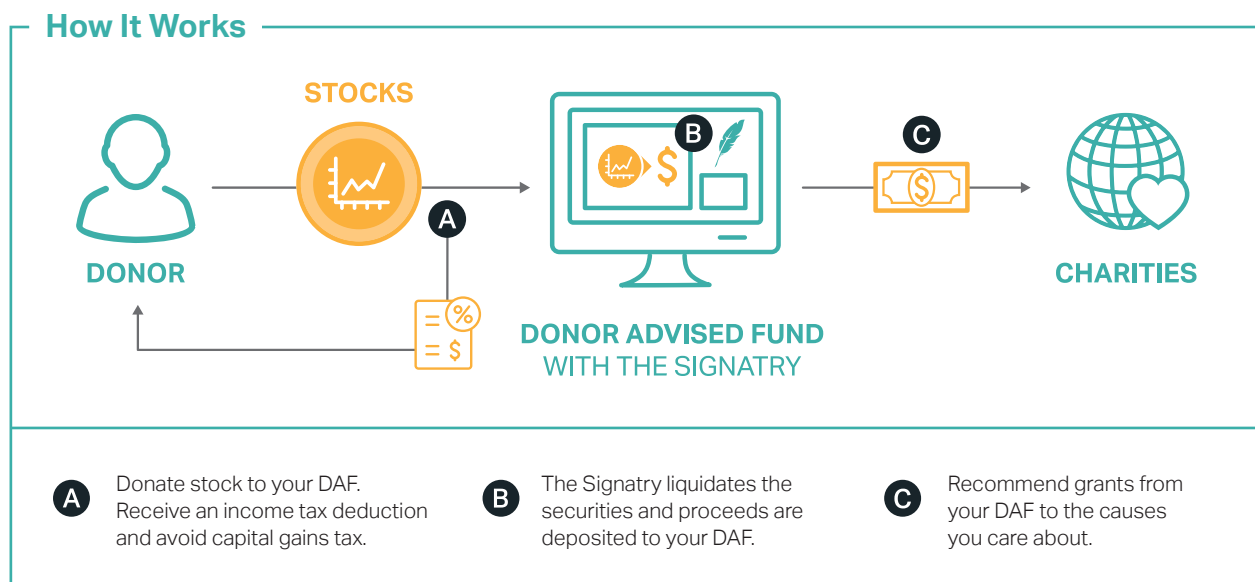 How It Works
STOCKS
B
$
C
$
A
DONOR
CHARITIES
%
$
DONOR ADVISED FUND
WITH THE SIGNATRY
A
Donate stock to your DAF.
Receive an income tax deduction
and avoid capital gains tax.
B
The Signatry liquidates the
securities and proceeds are
deposited to your DAF.
C
Recommend grants from
your DAF to the causes
you care about.